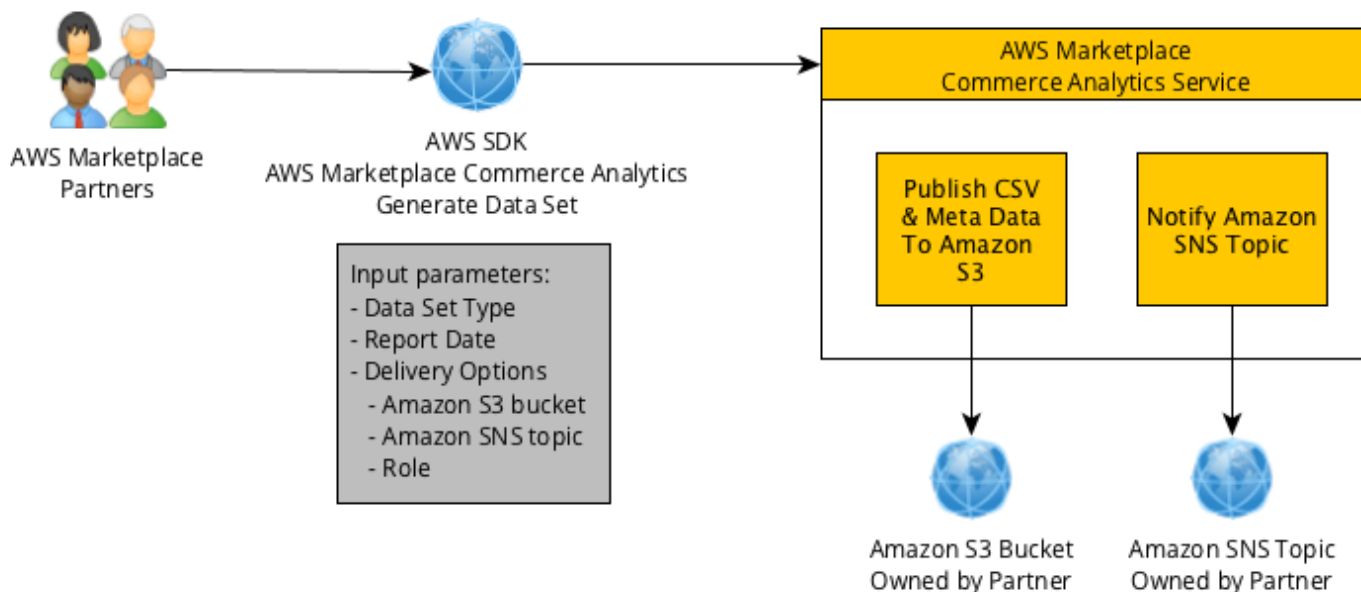 AWS Marketplace
Partners
AWS SDK
AWS Marketplace Commerce Analytics
Generate Data Set
Input parameters:
- Data Set Type
- Report Date
- Delivery Options
- Amazon S3 bucket
- Amazon SNS topic
- Role
AWS Marketplace
Commerce Analytics Service
Publish CSV
& Meta Data
To Amazon
S3
Notify Amazon
SNS Topic
Amazon S3 Bucket
Owned by Partner
Amazon SNS Topic
Owned by Partner